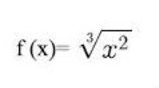 f (x)= ∛x²